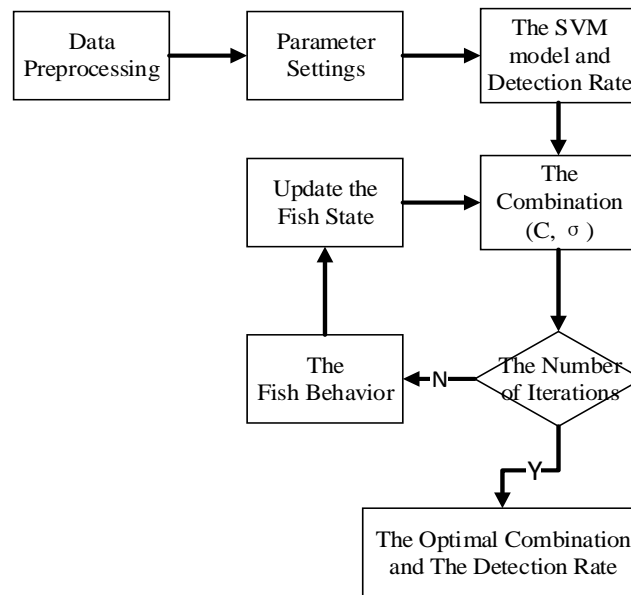 Data
Preprocessing
Parameter
Settings
The SVM
model and
Detection Rate
Update the
Fish State
The
Combination
(C, σ)
The
Fish Behavior
N
The Number
of Iterations
Y
The Optimal Combination
and The Detection Rate